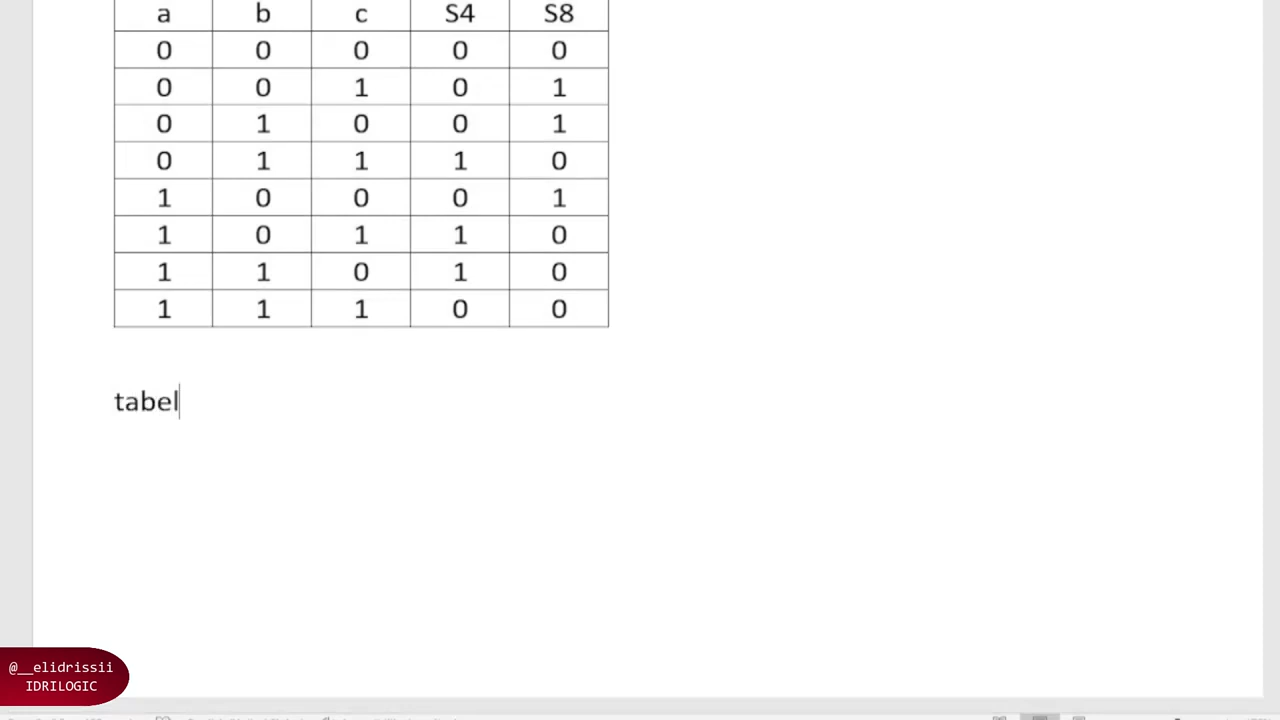 a b c S4 S8
0 0 0 0 0
0 0 1 0 1
0 1 0 0 1
0 1 1 1 0
1 0 0 0 1
1 0 1 1 0
1 1 0 1 0
1 1 1 0 0
tabel
@__elidrissii
IDRILOGIC